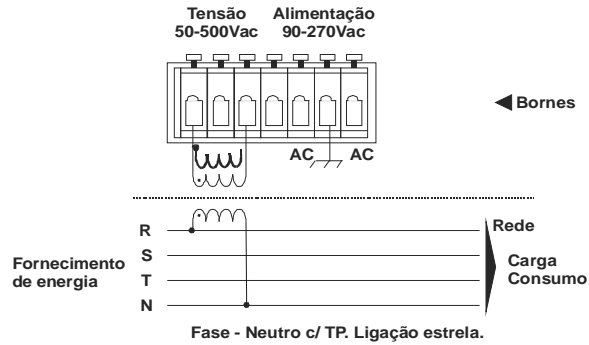 Tensão
50-500Vac
Alimentação
90-270Vac
Bornes
AC
AC
R
S
T
N
Rede
Fornecimento
de energia
Carga
Consumo
Fase - Neutro c/ TP. Ligação estrela.